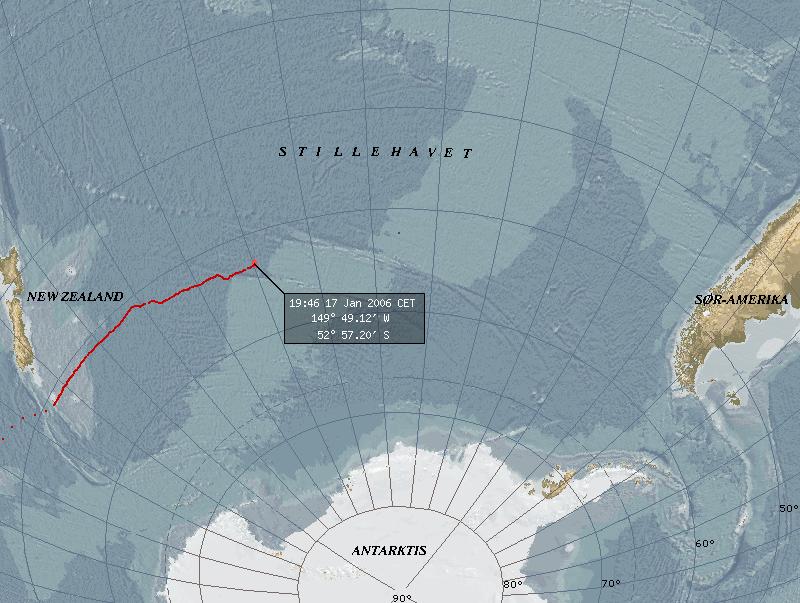 S T I L L E H A V E T
NEW ZEALAND
19:46 17 Jan 2006 CET
149° 49.12' W
52° 57.20' S
SØR-AMERIKA
50°
60°
ANTARKTIS
80°
70°
90°